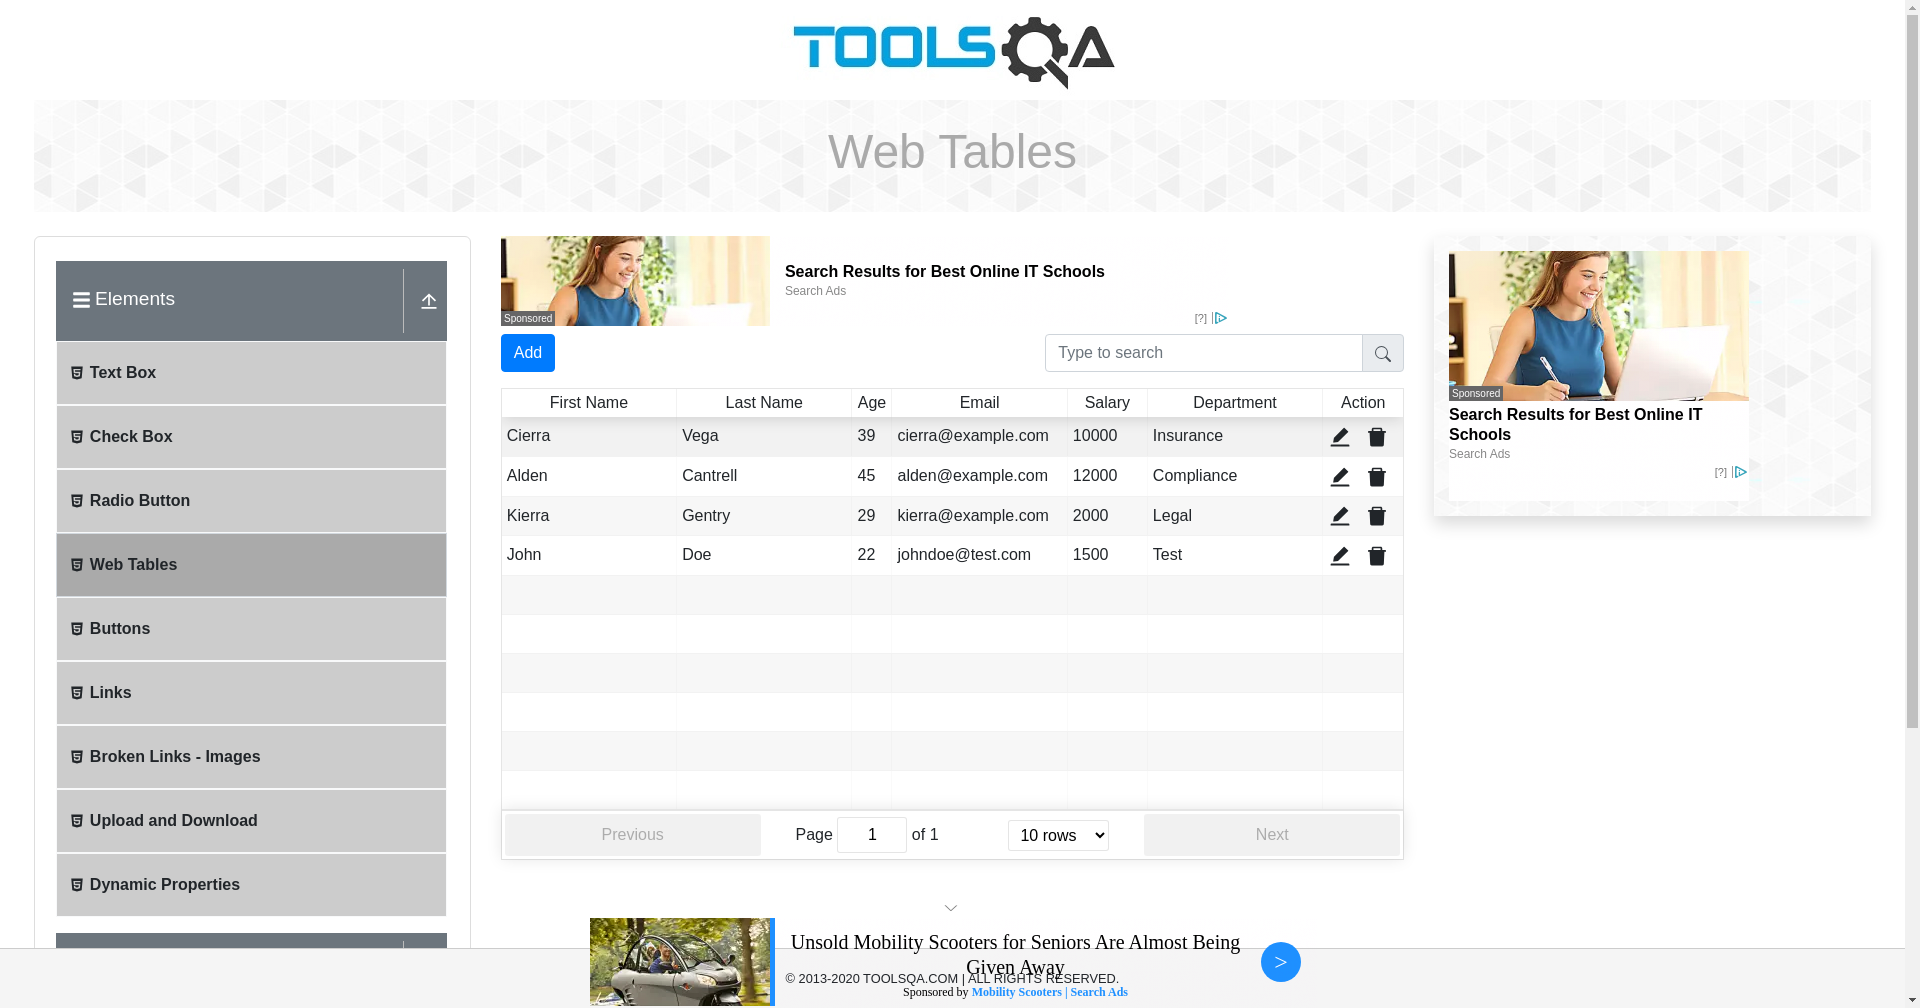 TOOLSQA
Web Tables
Elements
Text Box
Check Box
Radio Button
Web Tables
Buttons
Links
Broken Links - Images
Upload and Download
Dynamic Properties
Sponsored
Search Results for Best Online IT Schools
Search Ads
[?]
Add
Type to search
First Name Last Name Age Email Salary Department Action
Cierra Vega 39 cierra@example.com 10000 Insurance
Alden Cantrell 45 alden@example.com 12000 Compliance
Kierra Gentry 29 kierra@example.com 2000 Legal
John Doe 22 johndoe@test.com 1500 Test
Previous Page 1 of 1 10 rows Next
Sponsored
Search Results for Best Online IT
Schools
Search Ads
[?]
Unsold Mobility Scooters for Seniors Are Almost Being
Given Away
>
© 2013-2020 TOOLSQA.COM | ALL RIGHTS RESERVED.
Sponsored by Mobility Scooters | Search Ads